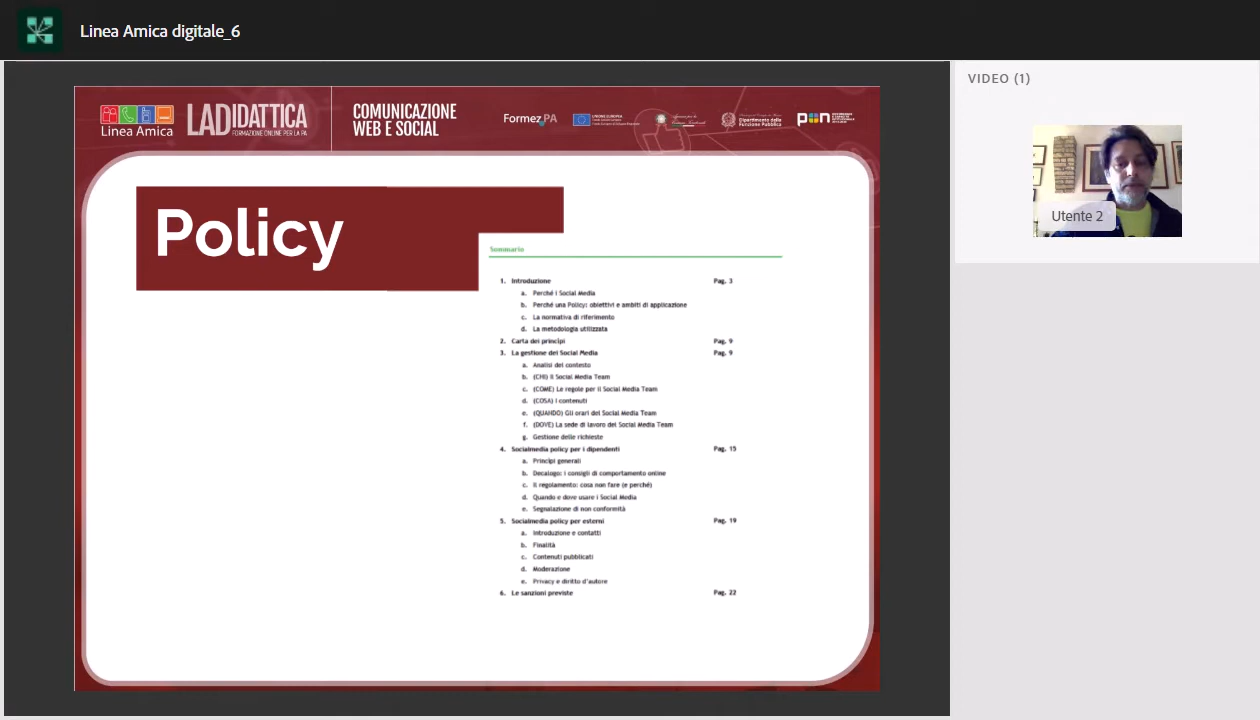 Linea Amica digitale_6
VIDEO (1)
Utente 2
Linea Amica
LADIDATTICA
FORMAZIONE ONLINE PER LA PA
COMUNICAZIONE
WEB E SOCIAL
Formez PA
UNIONE EUROPEA
Dipartimento della
Funzione Pubblica
pon
Policy
Sommario
1. Introduzione Pag. 3
a. Perché i Social Media
b. Perché una Policy: obiettivi e ambiti di applicazione
c. La normativa di riferimento
d. La metodologia utilizzata
2. Carta dei principi Pag. 9
3. La gestione dei Social Media Pag. 9
a. Analisi del contesto
b. (CHI) Il Social Media Team
c. (COME) Le regole per il Social Media Team
d. (COSA) I contenuti
e. (QUANDO) Gli orari del Social Media Team
f. (DOVE) La sede di lavoro del Social Media Team
g. Gestione delle richieste
4. Socialmedia policy per i dipendenti Pag. 15
a. Principi generali
b. Decalogo: i consigli di comportamento online
c. Il regolamento: cosa non fare (e perché)
d. Quando e dove usare i Social Media
e. Segnalazione di non conformità
5. Socialmedia policy per esterni Pag. 19
a. Introduzione e contatti
b. Finalità
c. Contenuti pubblicati
d. Moderazione
e. Privacy e diritto d'autore
6. Le sanzioni previste Pag. 22